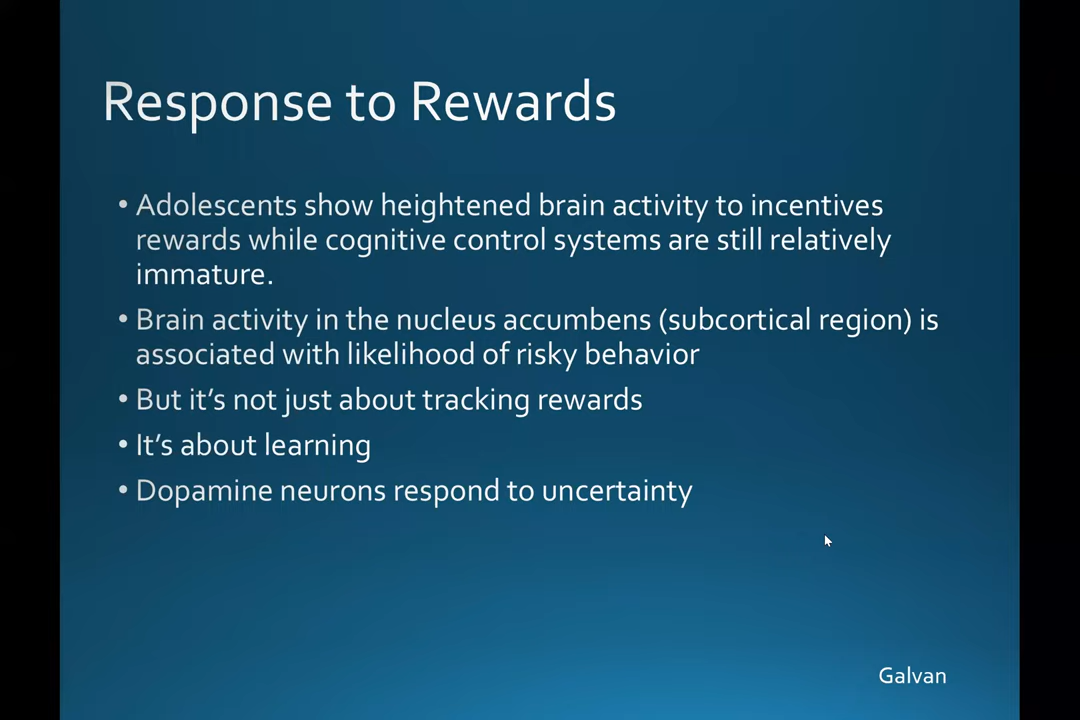 Response to Rewards
• Adolescents show heightened brain activity to incentives
rewards while cognitive control systems are still relatively
immature.
• Brain activity in the nucleus accumbens (subcortical region) is
associated with likelihood of risky behavior
• But it’s not just about tracking rewards
• It’s about learning
• Dopamine neurons respond to uncertainty
Galvan